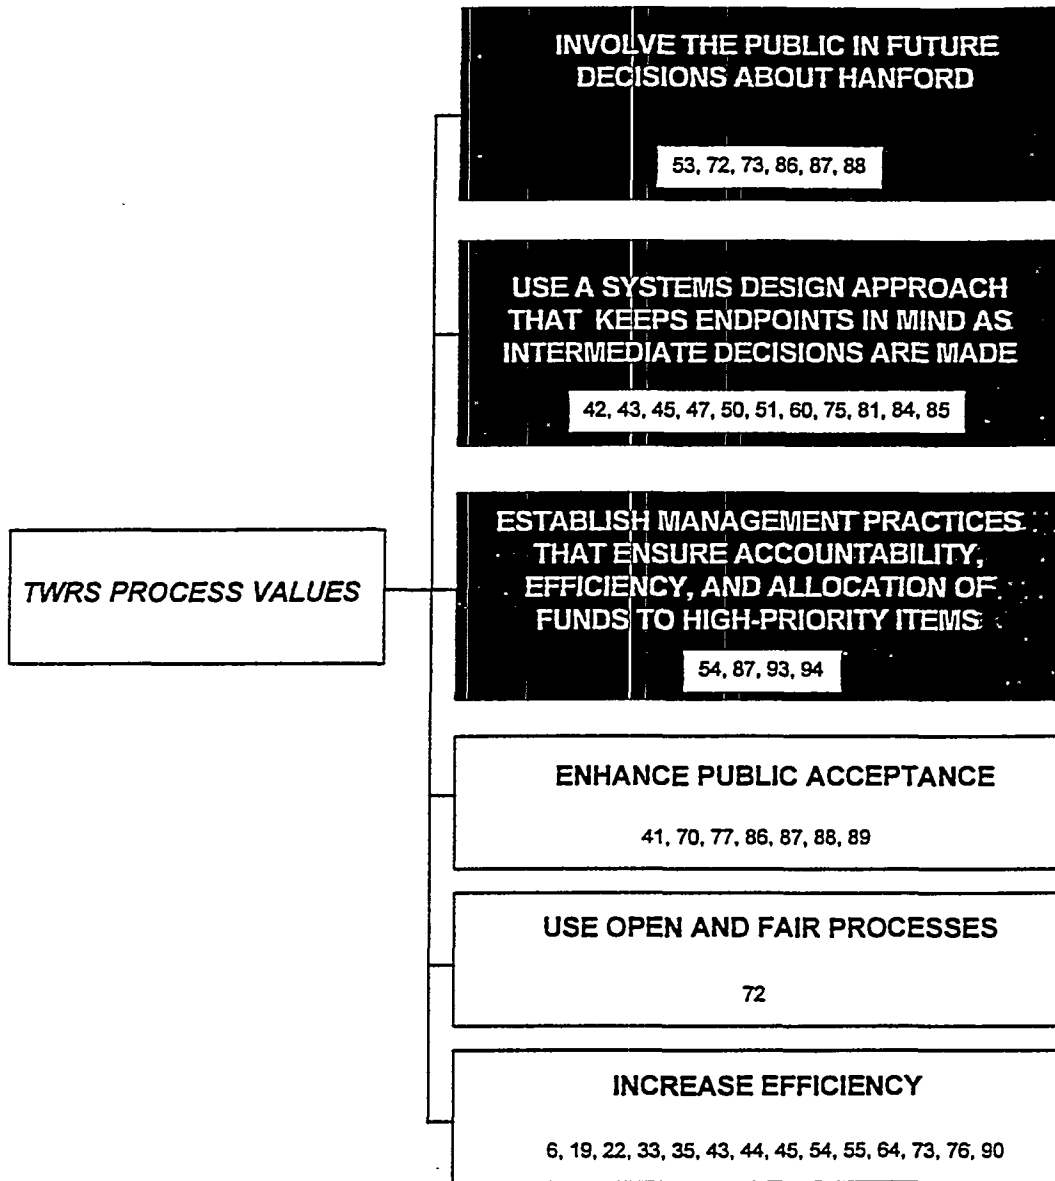 INVOLVE THE PUBLIC IN FUTURE
DECISIONS ABOUT HANFORD
53, 72, 73, 86, 87, 88
USE A SYSTEMS DESIGN APPROACH
THAT KEEPS ENDPOINTS IN MIND AS
INTERMEDIATE DECISIONS ARE MADE
42, 43, 45, 47, 50, 51, 60, 75, 81, 84, 85
ESTABLISH MANAGEMENT PRACTICES
THAT ENSURE ACCOUNTABILITY,
EFFICIENCY, AND ALLOCATION OF
FUNDS TO HIGH-PRIORITY ITEMS
54, 87, 93, 94
TWRS PROCESS VALUES
ENHANCE PUBLIC ACCEPTANCE
41, 70, 77, 86, 87, 88, 89
USE OPEN AND FAIR PROCESSES
72
INCREASE EFFICIENCY
6, 19, 22, 33, 35, 43, 44, 45, 54, 55, 64, 73, 76, 90